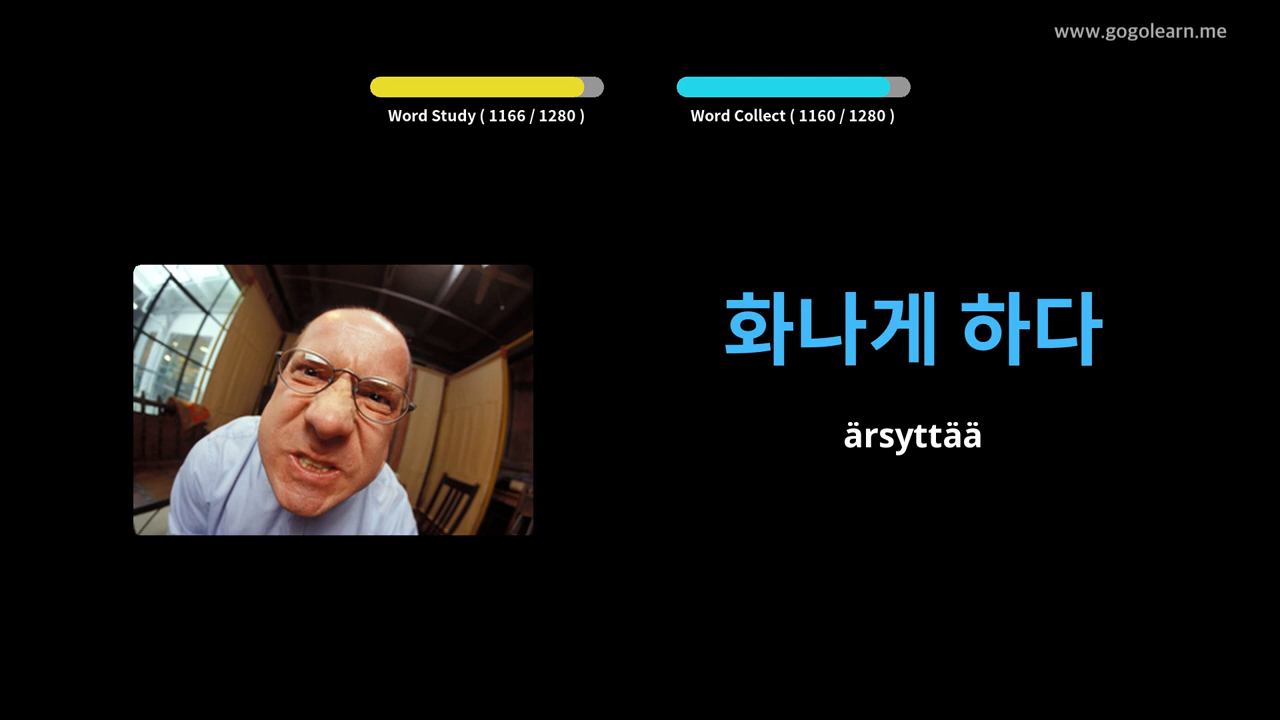 www.gogolearn.me
Word Study ( 1166 / 1280 )
Word Collect ( 1160 / 1280 )
화나게 하다
ärsyttää